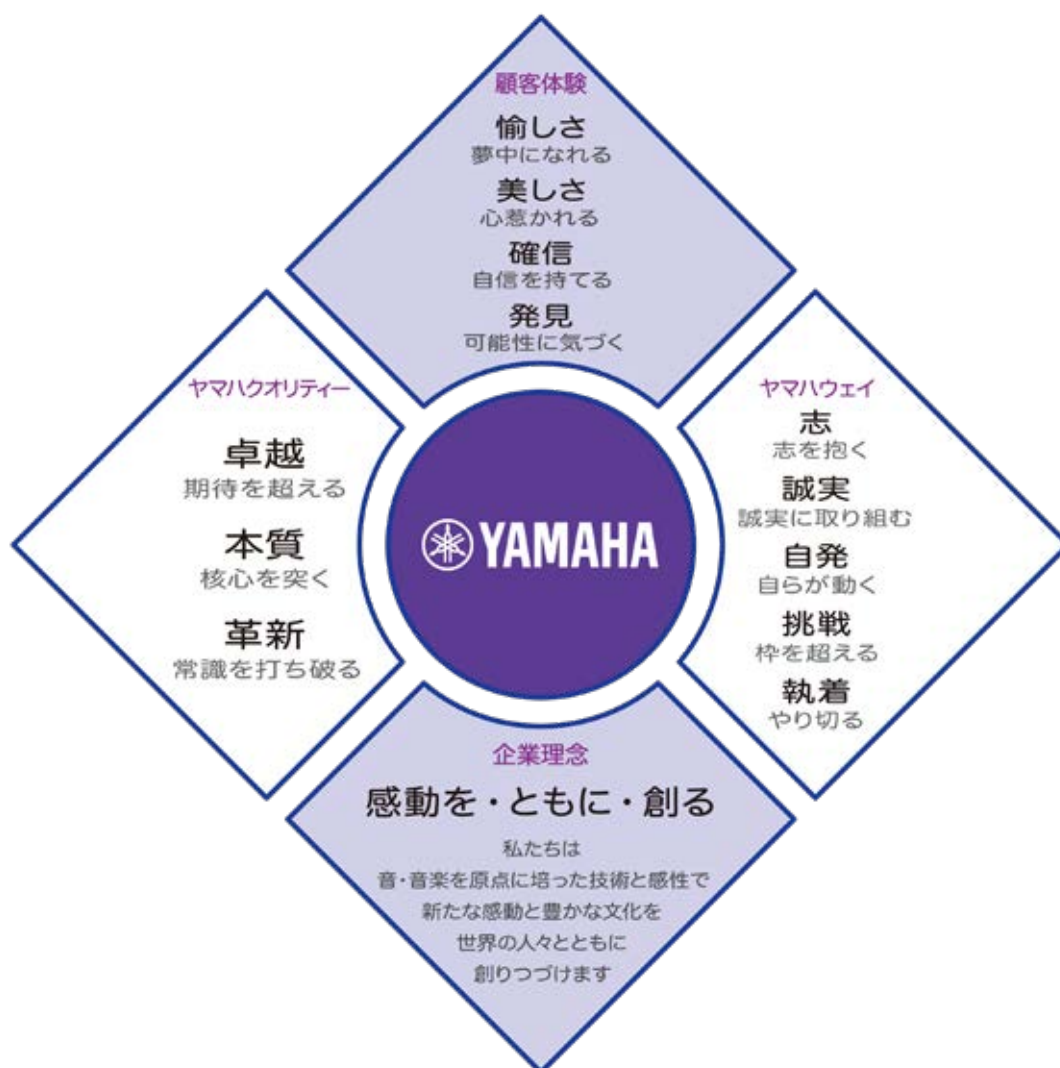 顧客体験
愉しさ
夢中になれる
美しさ
心惹かれる
確信
自信を持てる
発見
可能性に気づく
ヤマハクオリティー
卓越
期待を超える
本質
核心を突く
革新
常識を打ち破る
YAMAHA
ヤマハウェイ
志
志を抱く
誠実
誠実に取り組む
自発
自らが動く
挑戦
枠を超える
執着
やり切る
企業理念
感動を・ともに・創る
私たちは
音・音楽を原点に培った技術と感性で
新たな感動と豊かな文化を
世界の人々とともに
創りつづけます